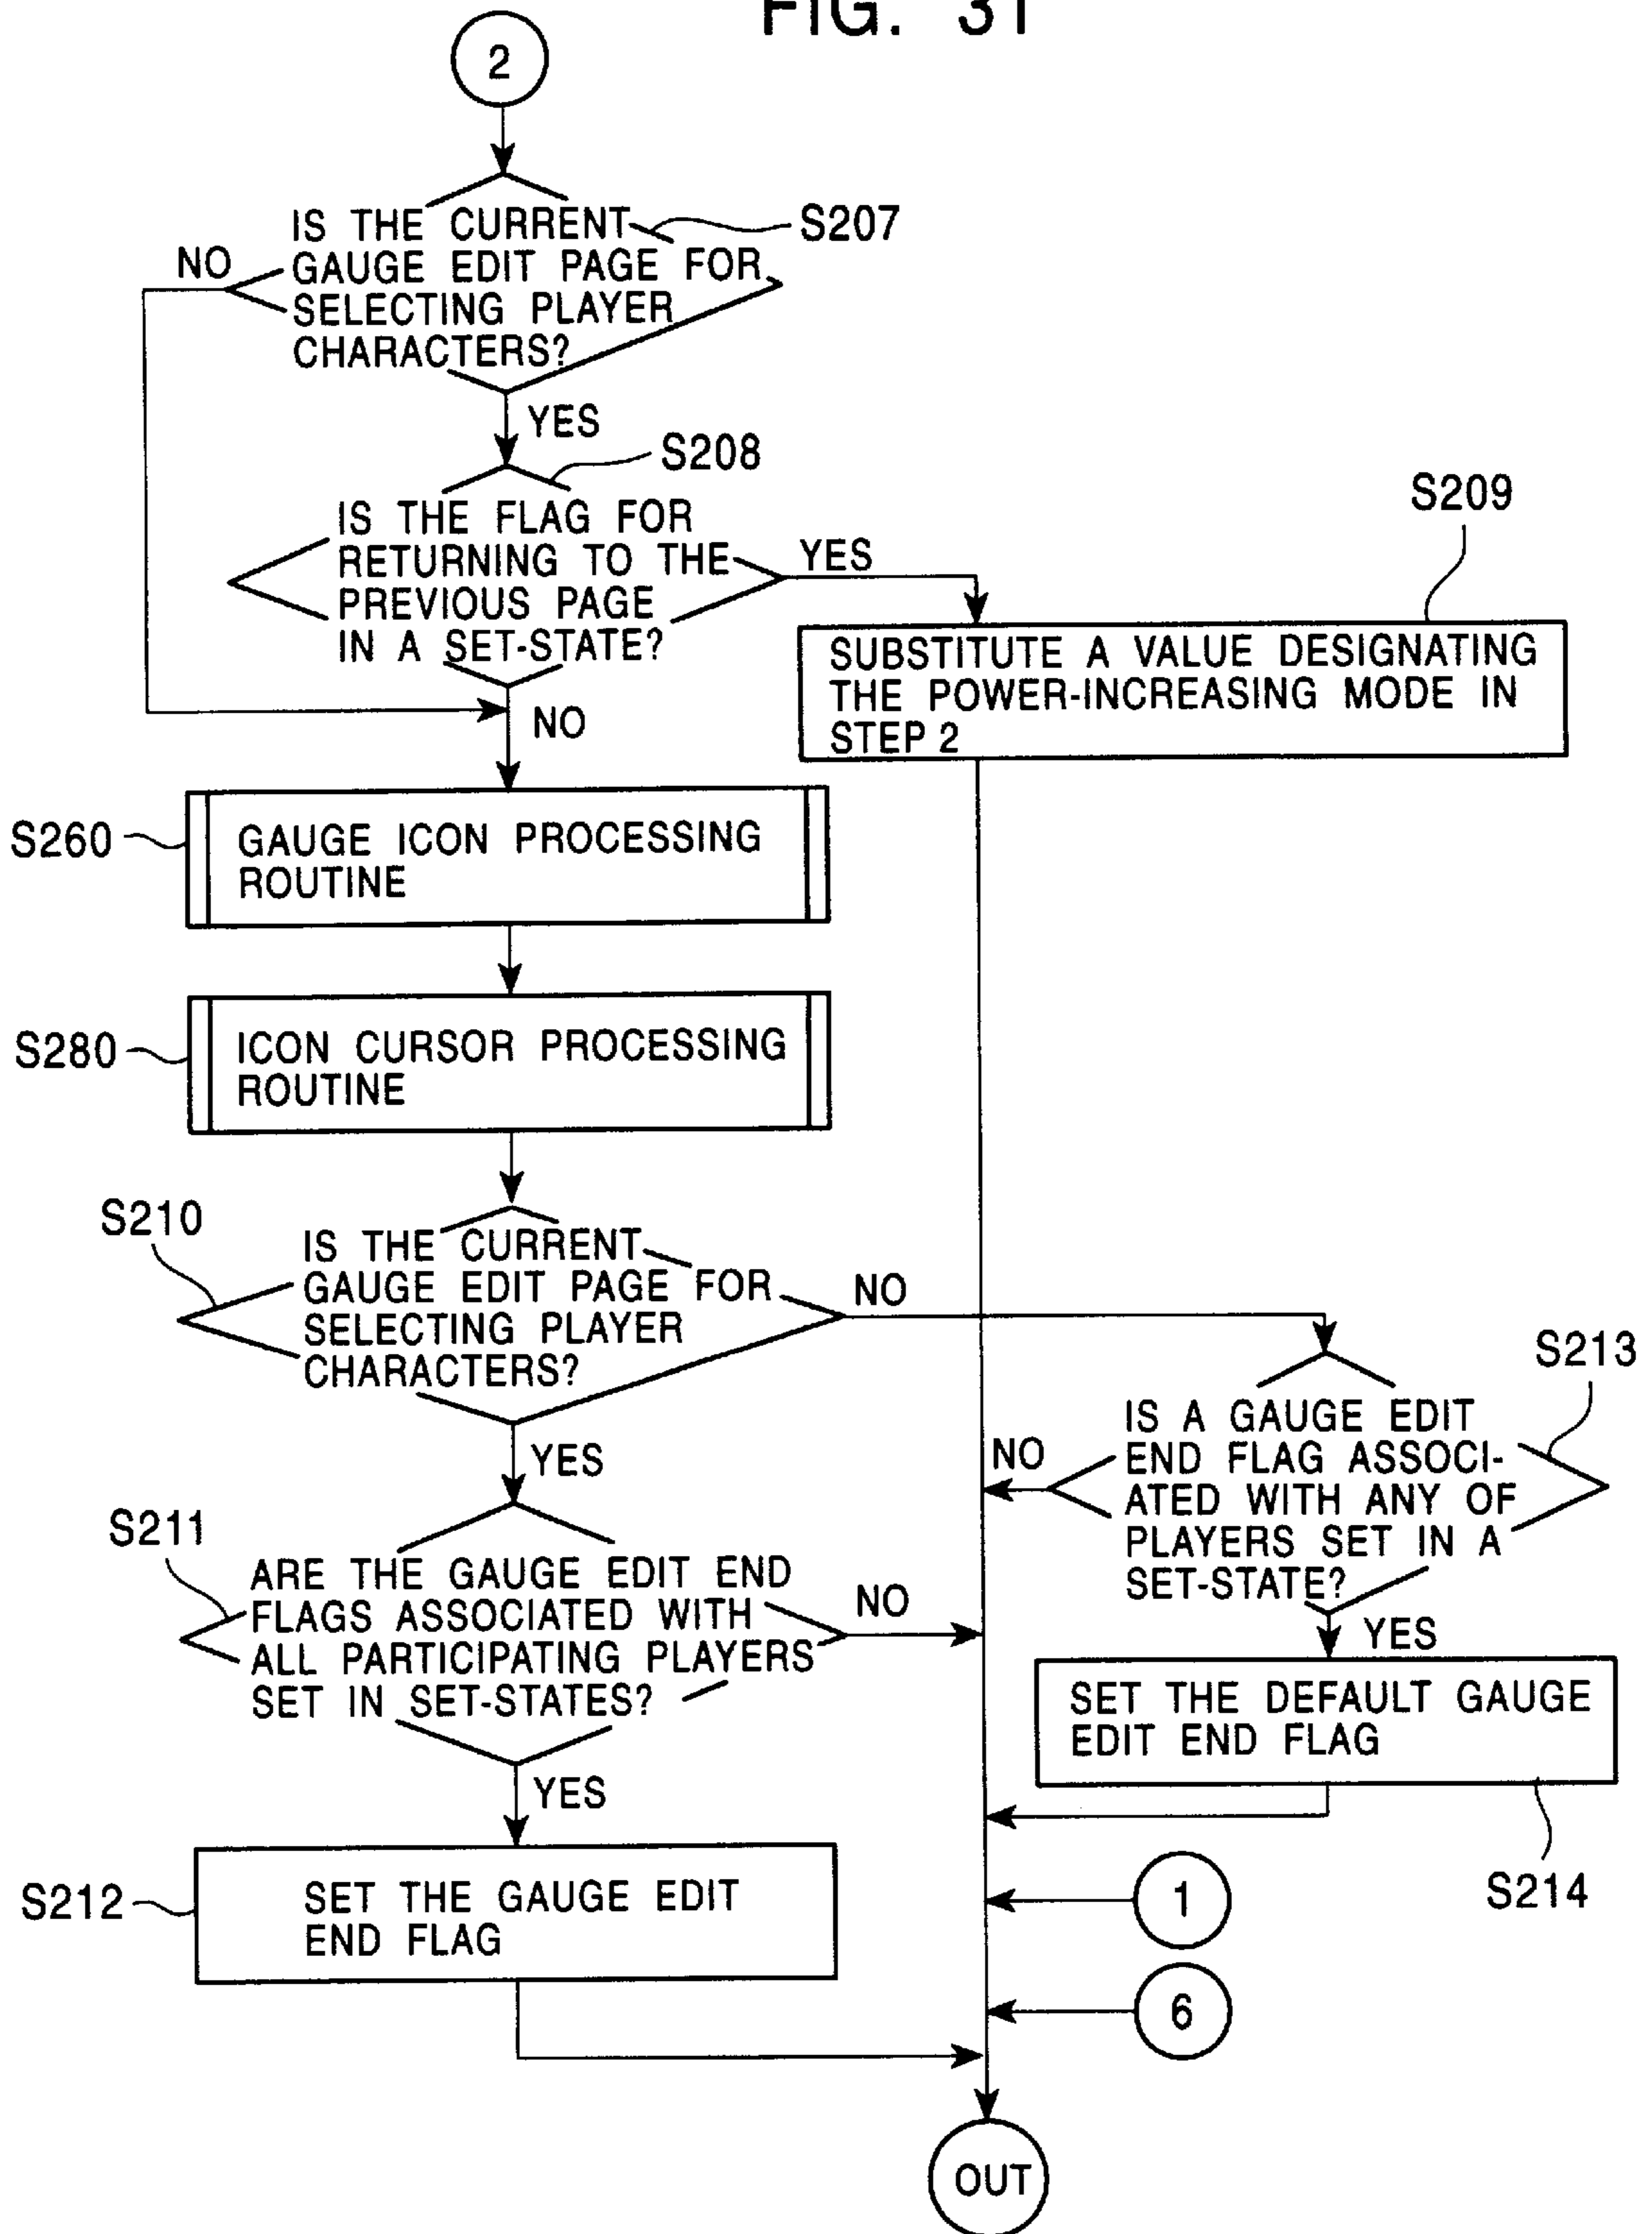 FIG. 31
2
IS THE CURRENT
GAUGE EDIT PAGE FOR
SELECTING PLAYER
CHARACTERS?
S207
NO
YES
S208
IS THE FLAG FOR
RETURNING TO THE
PREVIOUS PAGE
IN A SET-STATE?
YES
NO
S209
SUBSTITUTE A VALUE DESIGNATING
THE POWER-INCREASING MODE IN
STEP 2
S260
GAUGE ICON PROCESSING
ROUTINE
S280
ICON CURSOR PROCESSING
ROUTINE
S210
IS THE CURRENT
GAUGE EDIT PAGE FOR
SELECTING PLAYER
CHARACTERS?
NO
YES
S213
IS A GAUGE EDIT
END FLAG ASSOCI-
ATED WITH ANY OF
PLAYERS SET IN A
SET-STATE?
NO
YES
S211
ARE THE GAUGE EDIT END
FLAGS ASSOCIATED WITH
ALL PARTICIPATING PLAYERS
SET IN SET-STATES?
NO
YES
SET THE DEFAULT GAUGE
EDIT END FLAG
S214
S212
SET THE GAUGE EDIT
END FLAG
1
6
OUT